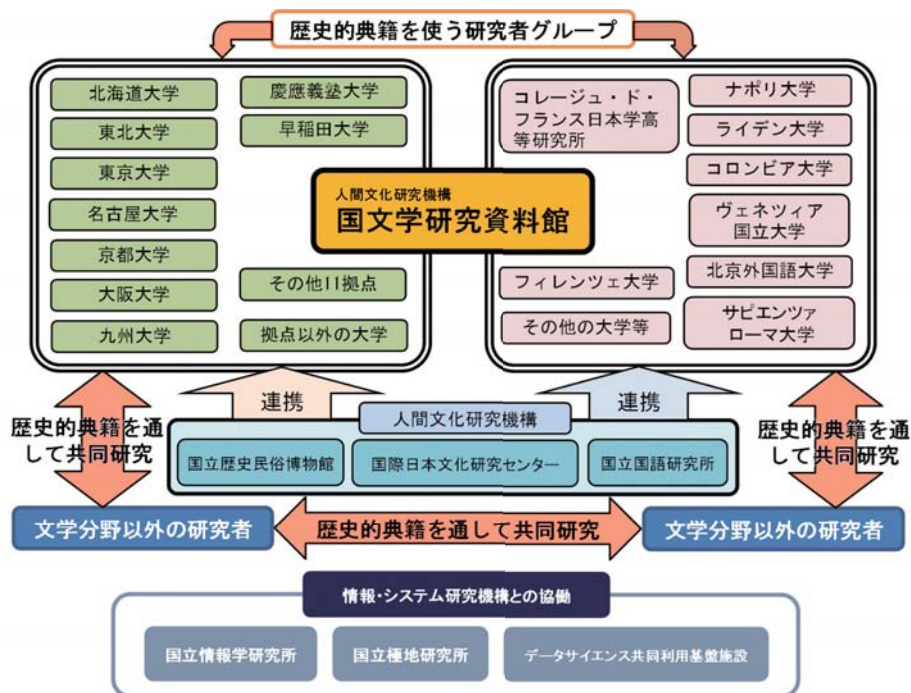 歴史的典籍を使う研究者グループ
北海道大学
東北大学
東京大学
名古屋大学
京都大学
大阪大学
九州大学
慶應義塾大学
早稲田大学
その他11拠点
拠点以外の大学
人間文化研究機構
国文学研究資料館
コレージュ・ド・
フランス日本学高
等研究所
フィレンツェ大学
その他の大学等
ナポリ大学
ライデン大学
コロンビア大学
ヴェネツィア
国立大学
北京外国語大学
サピエンツァ
ローマ大学
連携
連携
歴史的典籍を通
して共同研究
人間文化研究機構
国立歴史民俗博物館
国際日本文化研究センター
国立国語研究所
歴史的典籍を通
して共同研究
文学分野以外の研究者
歴史的典籍を通して共同研究
文学分野以外の研究者
情報・システム研究機構との協働
国立情報学研究所
国立極地研究所
データサイエンス共同利用基盤施設